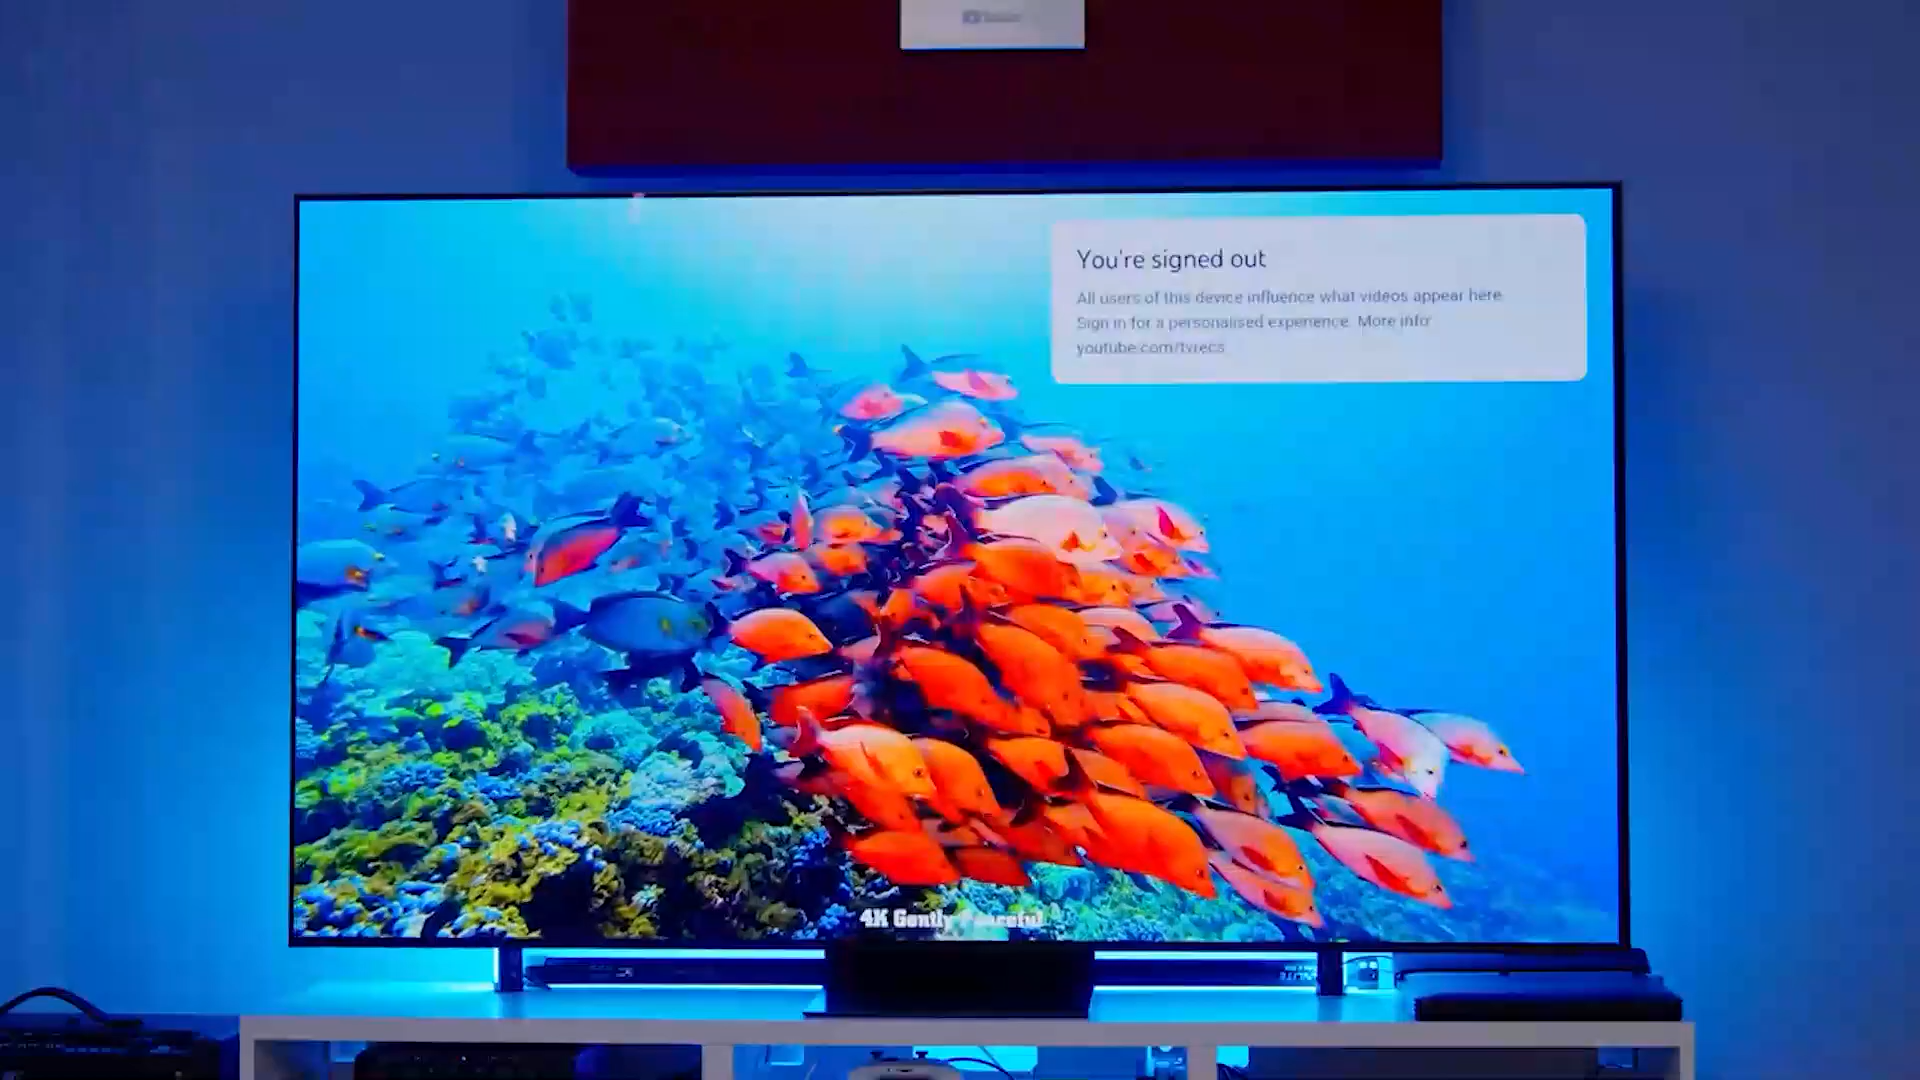 You're signed out
All users of this device influence what videos appear here.
Sign in for a personalised experience. More info
youtube.com/tvrecs
4K Gently Peaceful